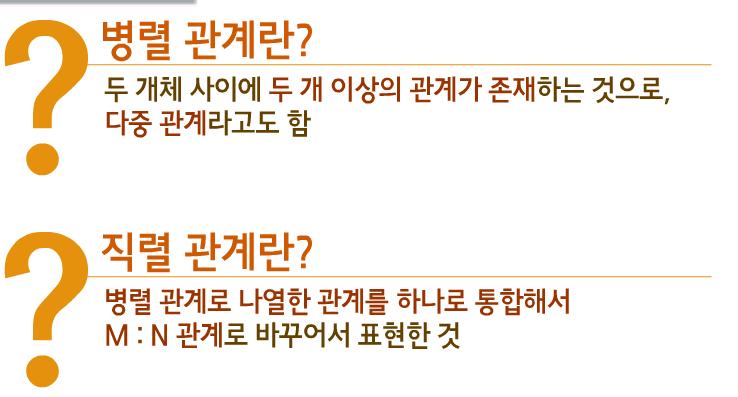 병렬 관계란?
두 개체 사이에 두 개 이상의 관계가 존재하는 것으로,
다중 관계라고도 함
직렬 관계란?
병렬 관계로 나열한 관계를 하나로 통합해서
M : N 관계로 바꾸어서 표현한 것